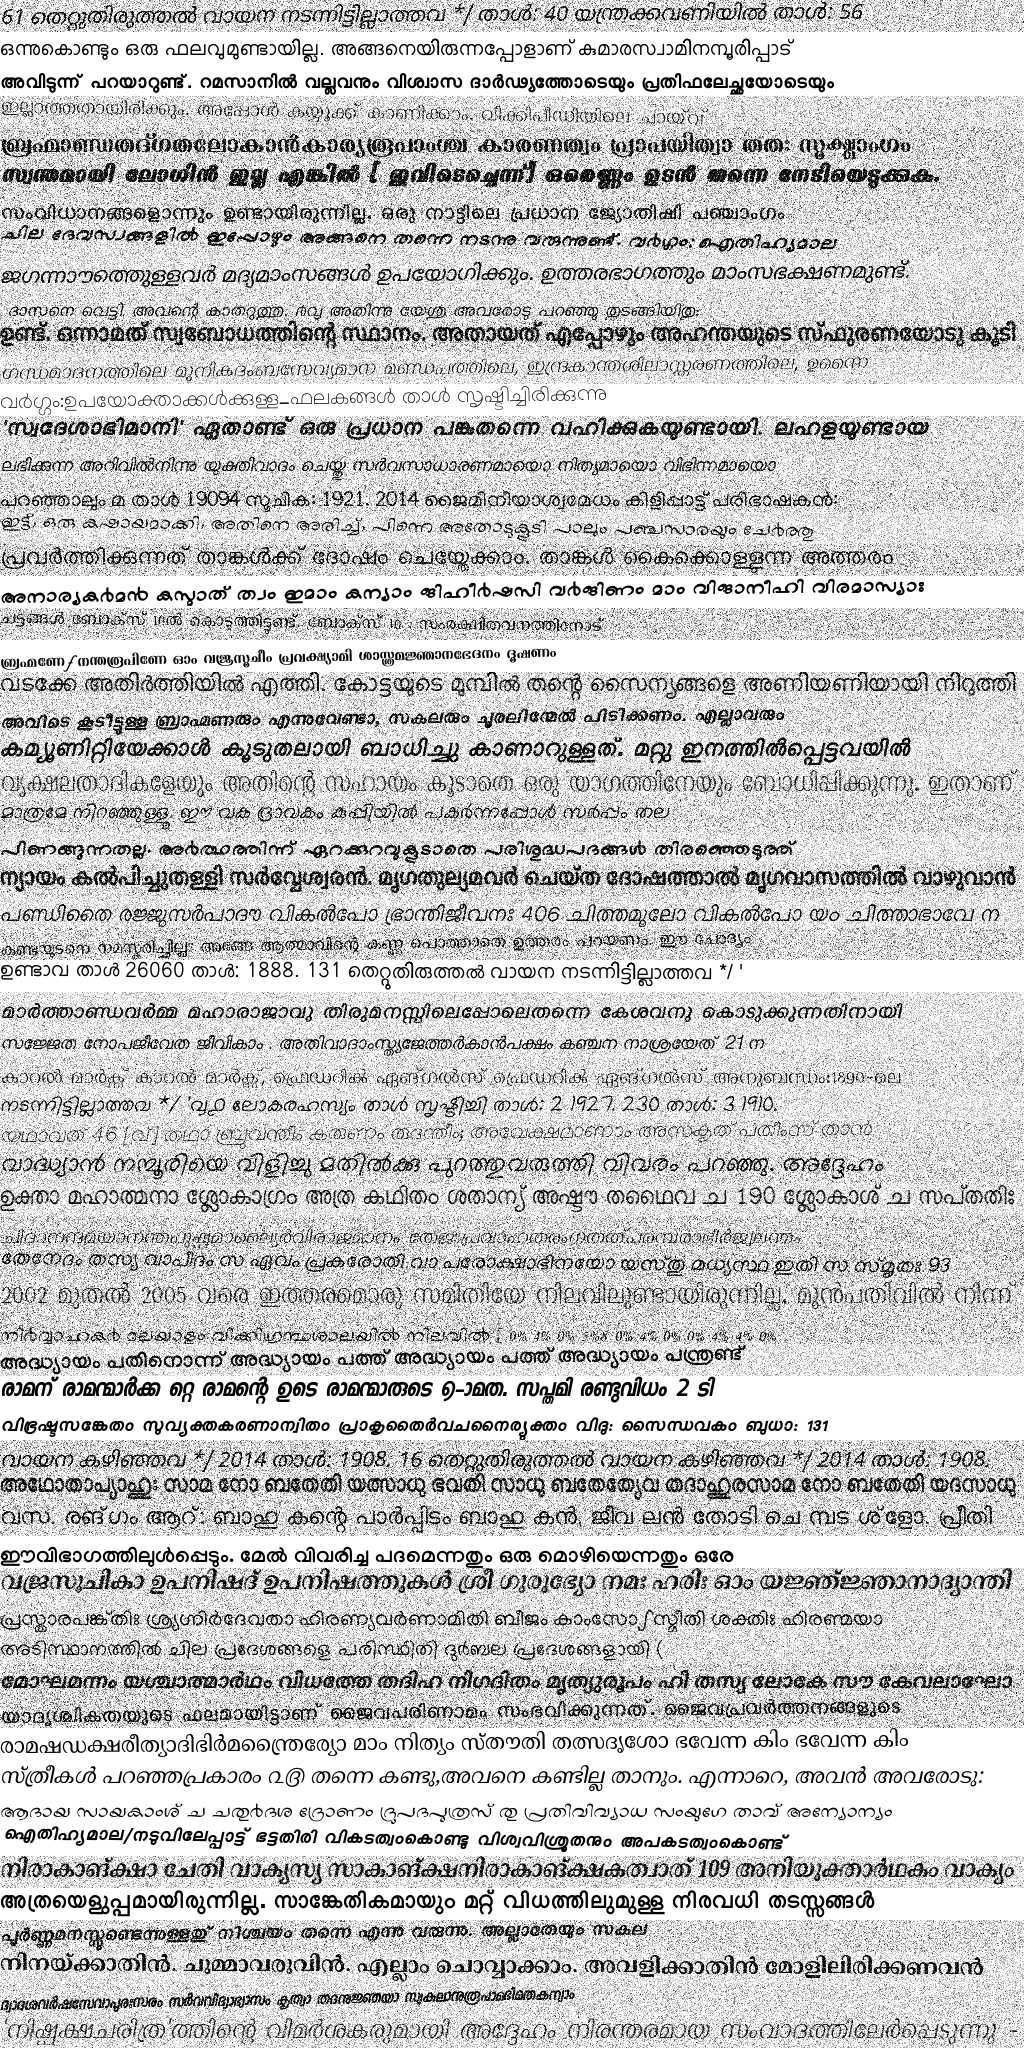 61 തെറ്റുതിരുത്തൽ വായന നടന്നിട്ടില്ലാത്തവ */ താൾ: 40 യന്ത്രക്കവണിയിൽ താൾ: 56
ഒന്നുകൊണ്ടും ഒരു ഫലവുമുണ്ടായില്ല. അങ്ങനെയിരുന്നപ്പോളാണ് കുമാരസ്വാമിനമ്പൂരിപ്പാട്
അവിടുന്ന് പറയാറുണ്ട്. റമസാനിൽ വല്ലവനും വിശ്വാസ ദാർഢ്യത്തോടെയും പ്രതിഫലേച്ഛയോടെയും
ഇല്ലാത്തതായിരിക്കും. അപ്പോൾ കയ്യൂക്ക് കാണിക്കാം. വിക്കിപീഡിയിലെ ചായ്‌വ്
ബ്രഹ്മാണ്ഡതദ്ഗതലോകാൻകാര്യരൂപാംശ്ച കാരണത്വം പ്രാപയിത്വാ തതഃ സൂക്ഷ്മാംഗം
സ്വന്തമായി ലോഗിൻ ഇല്ല എങ്കിൽ [ ഇവിടെച്ചെന്ന്] ഒരെണ്ണം ഉടൻ തന്നെ നേടിയെടുക്കുക.
സംവിധാനങ്ങളൊന്നും ഉണ്ടായിരുന്നില്ല. ഒരു നാട്ടിലെ പ്രധാന ജ്യോതിഷി പഞ്ചാംഗം
ചില ദേവസ്വങ്ങളിൽ ഇപ്പോഴും അങ്ങനെ തന്നെ നടന്നു വരുന്നുണ്ട്. വർഗ്ഗം: ഐതിഹ്യമാല
ജഗന്നാഥത്തുള്ളവർ മദ്യമാംസങ്ങൾ ഉപയോഗിക്കും. ഉത്തരഭാഗത്തും മാംസഭക്ഷണമുണ്ട്.
ദാസനെ വെട്ടി അവന്റെ കാതറുത്തു. ൫൨ അതിന്നു യേശു അവരോടു പറഞ്ഞു തുടങ്ങിയിതു:
ഉണ്ട്. ഒന്നാമത് സ്വബോധത്തിന്റെ സ്ഥാനം. അതായത് എപ്പോഴും അഹന്തയുടെ സ്ഫുരണയോടു കൂടി
ഗന്ധമാദനത്തിലെ മുനികദംബസേവ്യമാന മണ്ഡപത്തിലെ, ഇന്ദ്രകാന്തശിലാസ്തരണത്തിലെ, ഉന്നൈ
വർഗ്ഗം:ഉപയോക്താക്കൾക്കുള്ള-ഫലകങ്ങൾ താൾ സൃഷ്ടിച്ചിരിക്കുന്നു
'സ്വദേശാഭിമാനി' ഏതാണ്ട് ഒരു പ്രധാന പങ്കുതന്നെ വഹിക്കുകയുണ്ടായി. ലഹളയുണ്ടായ
ലഭിക്കുന്ന അറിവിൽനിന്നു യുക്തിവാദം ചെയ്തു സർവസാധാരണമായൊ നിത്യമായൊ വിഭിന്നമായൊ
പറഞ്ഞാലും മ താൾ 19094 സൂചിക: 1921. 2014 ജൈമിനിയാശ്വമേധം കിളിപ്പാട്ട് പരിഭാഷകൻ:
ഇട്ട്, ഒരു കഷായമാക്കി, അതിനെ അരിച്ച്, പിന്നെ അതോടുകൂടി പാലും പഞ്ചസാരയും ചേർത്തു
പ്രവർത്തിക്കുന്നത് താങ്കൾക്ക് ദോഷം ചെയ്തേക്കാം. താങ്കൾ കൈക്കൊള്ളുന്ന അത്തരം
അനാര്യകർമൻ കസ്മാത് ത്വം ഇമാം കന്യാം ജിഹീർഷസി വർജിണം മാം വിജാനീഹി വിരമാസ്യാഃ
ചട്ടങ്ങൾ ബോക്സ് 10ൽ കൊടുത്തിട്ടുണ്ട്. ബോക്സ് 10 : സംരക്ഷിതവനത്തിനോട്
ബ്രഹ്മണേഽനന്തരൂപിണേ ഓം വജ്രസൂചീം പ്രവക്ഷ്യാമി ശാസ്ത്രമജ്ഞാനഭേദനം ദൂഷണം
വടക്കേ അതിർത്തിയിൽ എത്തി. കോട്ടയുടെ മുമ്പിൽ തന്റെ സൈന്യങ്ങളെ അണിയണിയായി നിറുത്തി
അവിടെ കൂടീട്ടുള്ള ബ്രാഹ്മണരും എന്നുവേണ്ടാ, സകലരും ചൂരലിന്മേൽ പിടിക്കണം. എല്ലാവരും
കമ്യൂണിറ്റിയേക്കാൾ കൂടുതലായി ബാധിച്ചു കാണാറുള്ളത്. മറ്റു ഇനത്തിൽപ്പെട്ടവയിൽ
വൃക്ഷലതാദികളേയും അതിന്റെ സഹായം കൂടാതെ ഒരു യാഗത്തിനേയും ബോധിപ്പിക്കുന്നു. ഇതാണ്
മാത്രമേ നിറഞ്ഞുള്ളൂ. ഈ വക ദ്രാവകം കുപ്പിയിൽ പകർന്നപ്പോൾ സർപ്പം തല
പിണങ്ങുന്നതല്ല. അർത്ഥത്തിന്ന് ഏറക്കുറവുകൂടാതെ പരിശുദ്ധപദങ്ങൾ തിരഞ്ഞെടുത്ത്
ന്യായം കൽപിച്ചുതള്ളി സർവ്വേശ്വരൻ. മൃഗതുല്യമവർ ചെയ്ത ദോഷത്താൽ മൃഗവാസത്തിൽ വാഴുവാൻ
പണ്ഡിതൈ രജ്ജുസർപാദൗ വികൽപോ ഭ്രാന്തിജീവനഃ 406 ചിത്തമൂലോ വികൽപോ യം ചിത്താഭാവേ ന
കണ്ടയുടനെ നമസ്കരിച്ചില്ല; അങ്ങേ ആത്മാവിന്റെ കണ്ണു പൊത്താതെ ഉത്തരം പറയണം. ഈ ചോദ്യം
ഉണ്ടാവ താൾ 26060 താൾ: 1888. 131 തെറ്റുതിരുത്തൽ വായന നടന്നിട്ടില്ലാത്തവ */ '
മാർത്താണ്ഡവർമ്മ മഹാരാജാവു തിരുമനസ്സിലെപ്പോലെതന്നെ കേശവനു കൊടുക്കുന്നതിനായി
സജ്ജേത നോപജീവേത ജീവികാം . അതിവാദാംസ്ത്യജേത്തർകാൻപക്ഷം കഞ്ചന നാശ്രയേത് 21 ന
കാറൽ മാർക്സ് കാറൽ മാർക്സ്, ഫ്രെഡറിക്ക് ഏങ്ഗൽസ് ഫ്രെഡറിക്ക് ഏങ്ഗൽസ് അനുബന്ധം:1890-ലെ
നടന്നിട്ടില്ലാത്തവ */ '൮൧൦ ലോകരഹസ്യം താൾ സൃഷ്ടിച്ചി താൾ: 2 1927. 230 താൾ: 3 1910.
യഥാവത് 46 [വ്] തഥാ ബ്രുവന്തീം കരുണം രുദന്തീം; അവേക്ഷമാണാം അസകൃത് പതീംസ് താൻ
വാദ്ധ്യാൻ നമ്പൂരിയെ വിളിച്ചു മതിൽക്കു പുറത്തുവരുത്തി വിവരം പറഞ്ഞു. അദ്ദേഹം
ഉക്താ മഹാത്മനാ ശ്ലോകാഗ്രം അത്ര കഥിതം ശതാന്യ് അഷ്ടൗ തഥൈവ ച 190 ശ്ലോകാശ് ച സപ്തതിഃ
തേനേദം തസ്യ വാപീദം സ ഏവം പ്രകരോതി വാ പരോക്ഷാഭിനയോ യസ്തു മധ്യസ്ഥ ഇതി സ സ്മൃതഃ 93
2002 മുതൽ 2005 വരെ ഇത്തരമൊരു സമിതിയേ നിലവിലുണ്ടായിരുന്നില്ല. മുൻപതിവിൽ നിന്ന്
നിർവ്വാഹകർ മലയാളം വിക്കിഗ്രന്ഥശാലയിൽ നിലവിൽ [ 0% 4% 0% 5%X 0% 4% 0% 0% 4% 4% 0%
അദ്ധ്യായം പതിനൊന്ന് അദ്ധ്യായം പത്ത് അദ്ധ്യായം പത്ത് അദ്ധ്യായം പന്ത്രണ്ട്
രാമന് രാമന്മാർക്കു റ്റെ രാമന്റെ ഉടെ രാമന്മാരുടെ ൭-ാമത. സപ്തമി രണ്ടുവിധം 2 ടി
വിഭ്രഷ്ടസങ്കേതം സുവ്യക്തകരണാന്വിതം പ്രാകൃതൈർവചനൈര്യുക്തം വിദു: സൈന്ധവകം ബുധാ: 131
വായന കഴിഞ്ഞവ */ 2014 താൾ: 1908. 16 തെറ്റുതിരുത്തൽ വായന കഴിഞ്ഞവ */ 2014 താൾ: 1908.
അഥോതാപ്യാഹുഃ സാമ നോ ബതേതി യത്സാധു ഭവതി സാധു ബതേത്യേവ തദാഹുരസാമ നോ ബതേതി യദസാധു
വസ. രങ്ഗം ആറ്: ബാഹു കന്റെ പാർപ്പിടം ബാഹു കൻ, ജീവ ലൻ തോടി ചെ മ്പട ശ്ളോ. പ്രീതി
ഈവിഭാഗത്തിലുൾപ്പെടും. മേൽ വിവരിച്ച പദമെന്നതും ഒരു മൊഴിയെന്നതും ഒരേ
വജ്രസുചികാ ഉപനിഷദ് ഉപനിഷത്തുകൾ ശ്രീ ഗുരുഭ്യോ നമഃ ഹരിഃ ഓം യജ്ഞ്ജ്ഞാനാദ്യാന്തി
പ്രസ്താരപങ്ക്തിഃ ശ്ര്യഗ്നിർദേവതാ ഹിരണ്യവർണാമിതി ബീജം കാംസോഽസ്മീതി ശക്തിഃ ഹിരണ്മയാ
അടിസ്ഥാനത്തിൽ ചില പ്രദേശങ്ങളെ പരിസ്ഥിതി ദുർബല പ്രദേശങ്ങളായി (
മോഘമന്നം യശ്ചാത്മാർഥം വിധത്തേ തദിഹ നിഗദിതം മൃത്യുരൂപം ഹി തസ്യ ലോകേ സൗ കേവലാഘോ
യാദൃശ്ചികതയുടെ ഫലമായിട്ടാണ് ജൈവപരിണാമം സംഭവിക്കുന്നത്. ജൈവപ്രവർത്തനങ്ങളുടെ
രാമഷഡക്ഷരീത്യാദിഭിർമന്ത്രൈര്യോ മാം നിത്യം സ്തൗതി തത്സദൃശോ ഭവേന്ന കിം ഭവേന്ന കിം
സ്ത്രീകൾ പറഞ്ഞപ്രകാരം ൨൫ തന്നെ കണ്ടു,അവനെ കണ്ടില്ല താനും. എന്നാറെ, അവൻ അവരോടു:
ആദായ സായകാംശ് ച ചതുർദശ ദ്രോണം ദ്രുപദപുത്രസ് തു പ്രതിവിവ്യാധ സംയുഗേ താവ് അന്യോന്യം
ഐതിഹ്യമാല/നടുവിലേപ്പാട്ട് ഭട്ടതിരി വികടത്വംകൊണ്ടു വിശ്വവിശ്രുതനും അപകടത്വംകൊണ്ട്
നിരാകാങ്ക്ഷാ ചേതി വാക്യസ്യ സാകാങ്ക്ഷനിരാകാങ്ക്ഷകത്വാത് 109 അനിയുക്താർഥകം വാക്യം
അത്രയെളുപ്പമായിരുന്നില്ല. സാങ്കേതികമായും മറ്റ് വിധത്തിലുമുള്ള നിരവധി തടസ്സങ്ങൾ
പൂർണ്ണമനസ്സുണ്ടെന്നുള്ളതു് നിശ്ചയം തന്നെ എന്നു വരുന്നു. അല്ലാതേയും സകല
നിനയ്ക്കാതിൻ. ചുമ്മാവരുവിൻ. എല്ലാം ചൊവ്വാക്കാം. അവളിക്കാതിൻ മോളിലിരിക്കണവൻ
ദ്വാദശവർഷസേവാപുരഃസരം സർവവിദ്യാഭ്യാസം കൃത്വാ തദനുജ്ഞയാ
'നിഷ്പക്ഷചരിത്ര'ത്തിന്റെ വിമർശകരുമായി അദ്ദേഹം നിരന്തരമായ സംവാദത്തിലേർപ്പെടുന്നു -